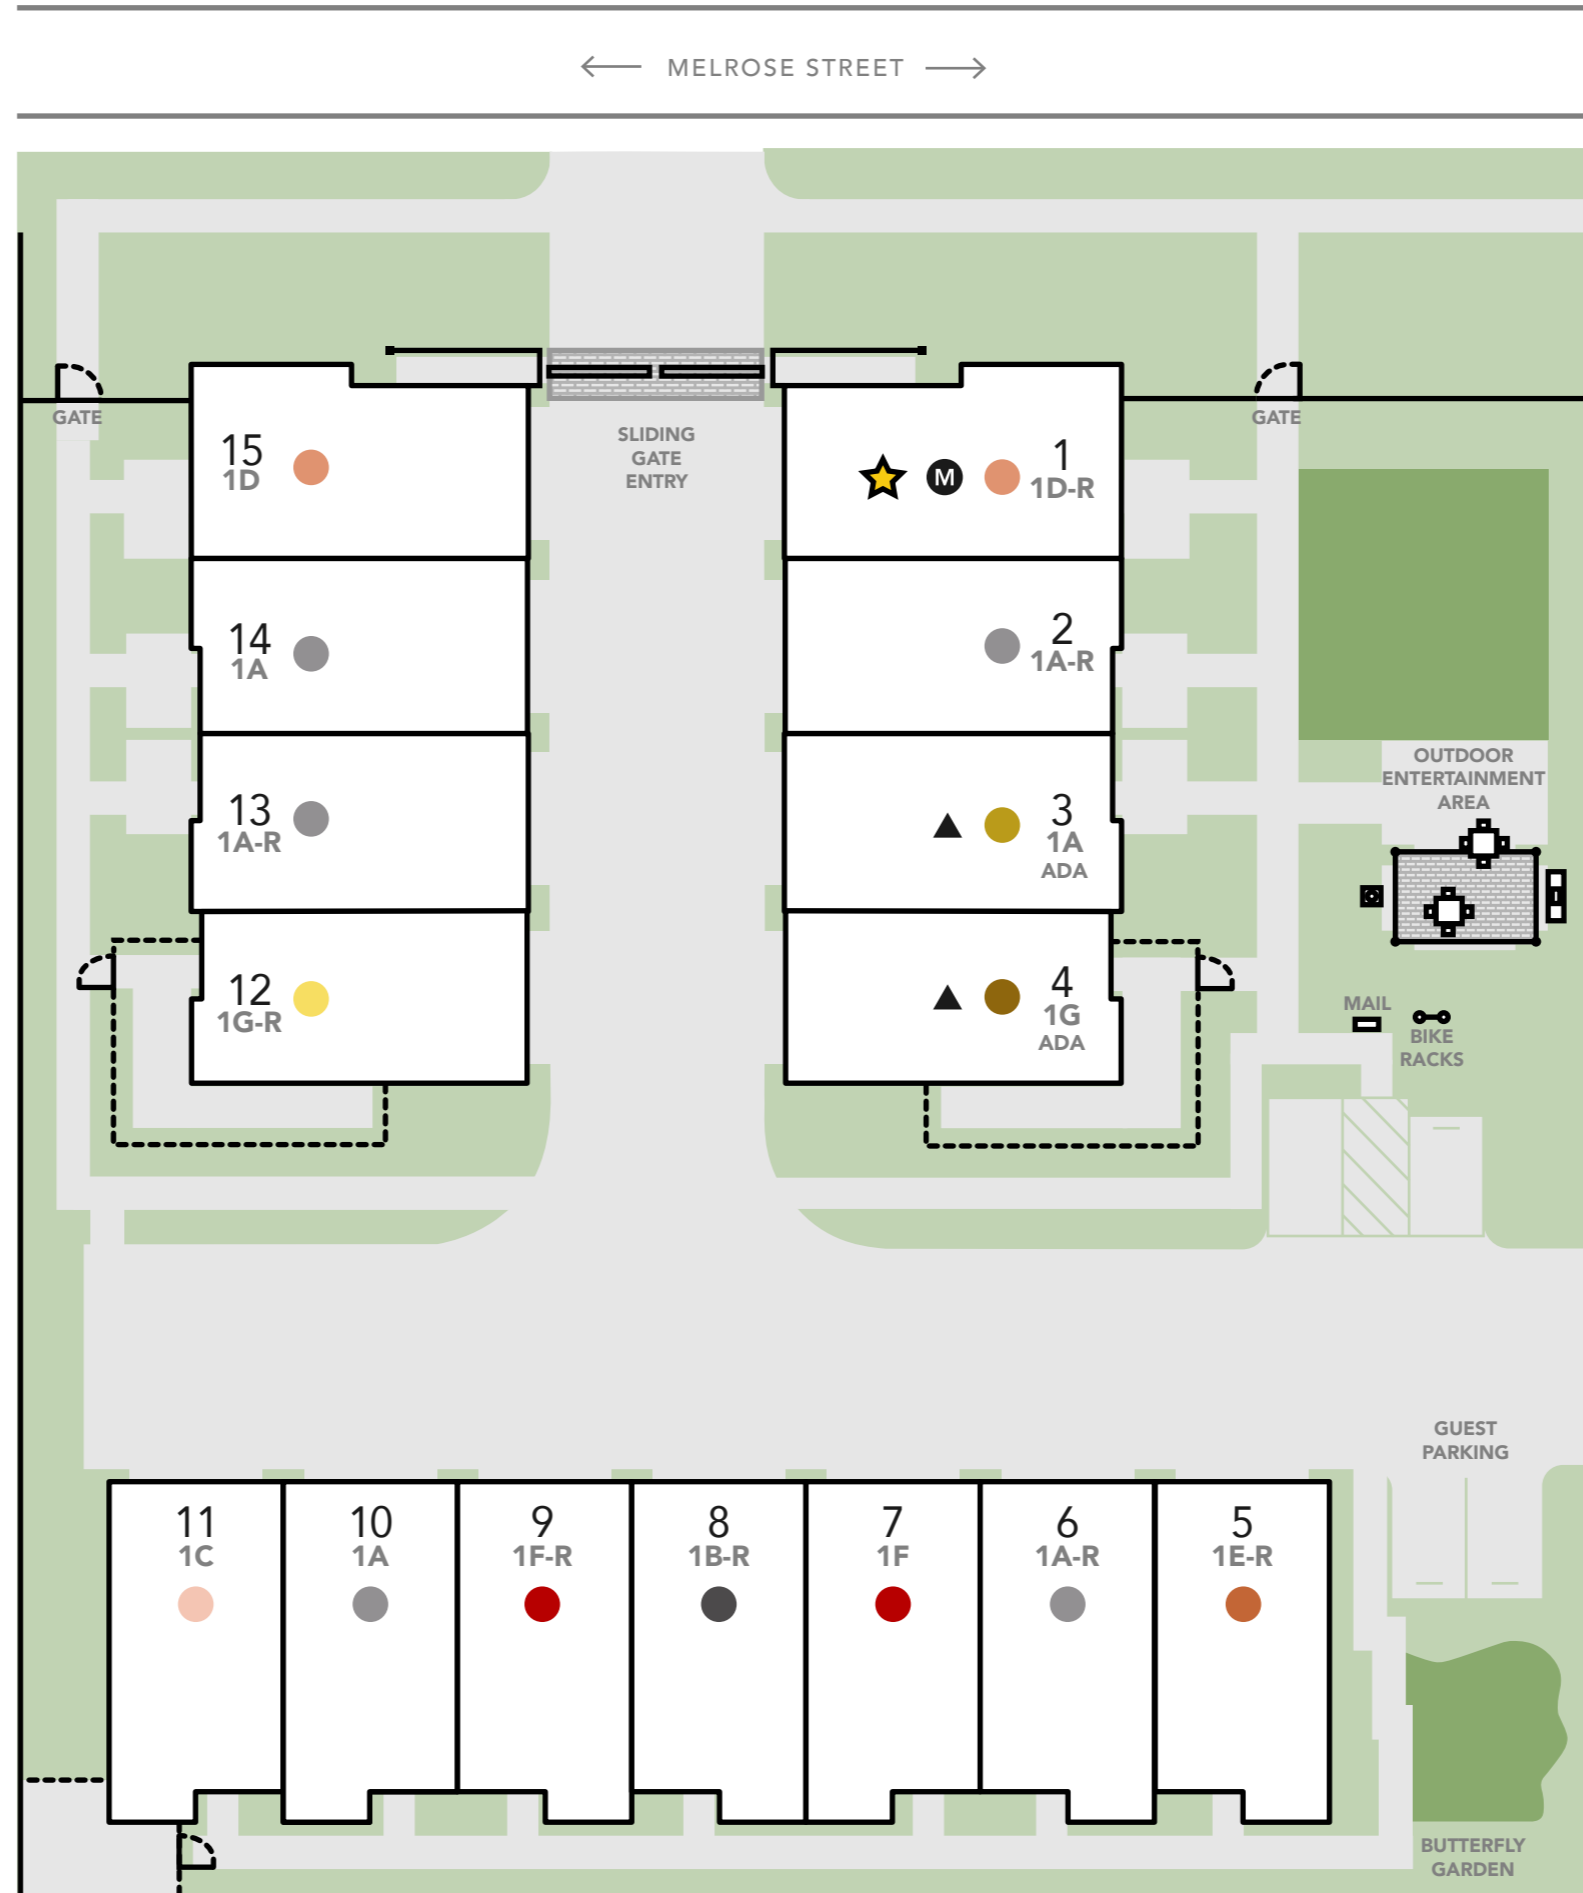 MELROSE STREET
GATE
SLIDING
GATE
ENTRY
GATE
15
1D
M
1
1D-R
14
1A
2
1A-R
13
1A-R
3
1A
ADA
OUTDOOR
ENTERTAINMENT
AREA
12
1G-R
4
1G
ADA
MAIL
BIKE
RACKS
GUEST
PARKING
11
1C
10
1A
9
1F-R
8
1B-R
7
1F
6
1A-R
5
1E-R
BUTTERFLY
GARDEN